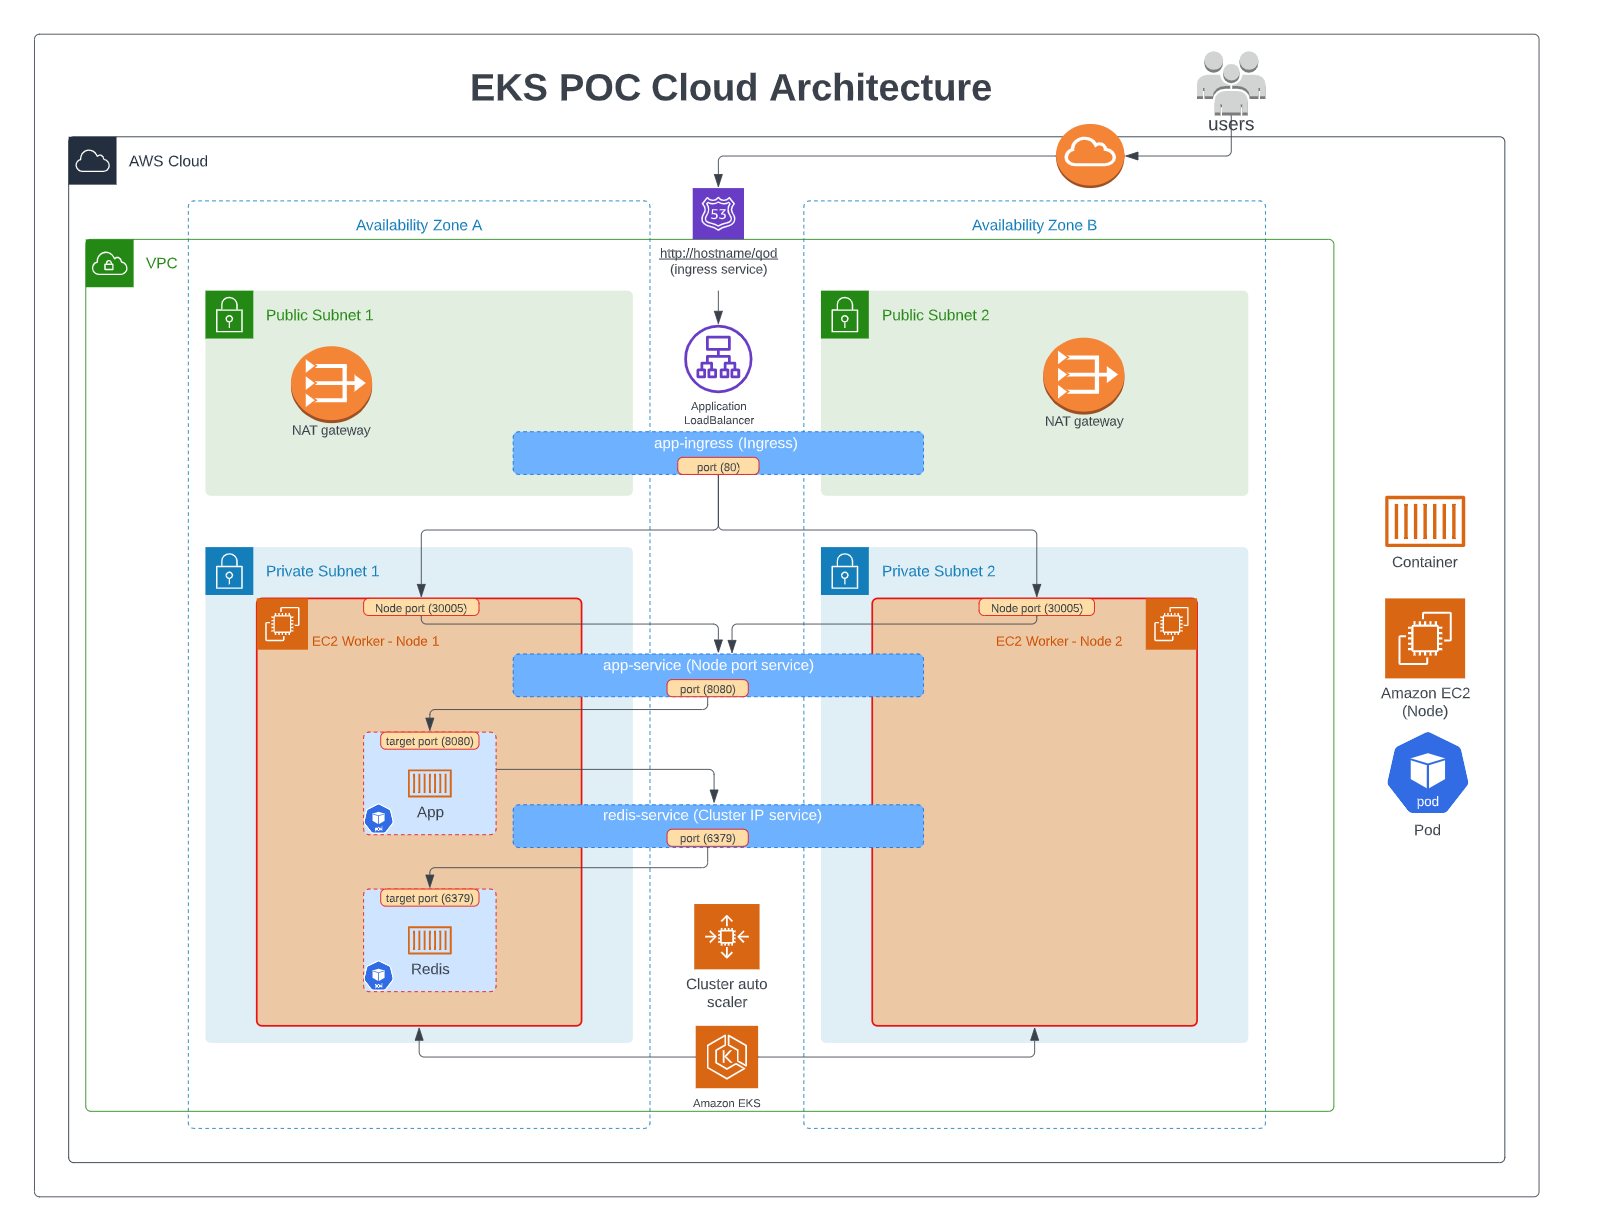 EKS POC Cloud Architecture
users
AWS Cloud
53
Availability Zone A
Availability Zone B
http://hostname/qod
(ingress service)
VPC
Public Subnet 1
Public Subnet 2
NAT gateway
NAT gateway
Application
LoadBalancer
app-ingress (Ingress)
port (80)
Private Subnet 1
Private Subnet 2
Container
Node port (30005)
Node port (30005)
EC2 Worker - Node 1
EC2 Worker - Node 2
app-service (Node port service)
port (8080)
Amazon EC2
(Node)
target port (8080)
App
pod
redis-service (Cluster IP service)
port (6379)
pod
Pod
target port (6379)
Redis
pod
Cluster auto
scaler
K
Amazon EKS